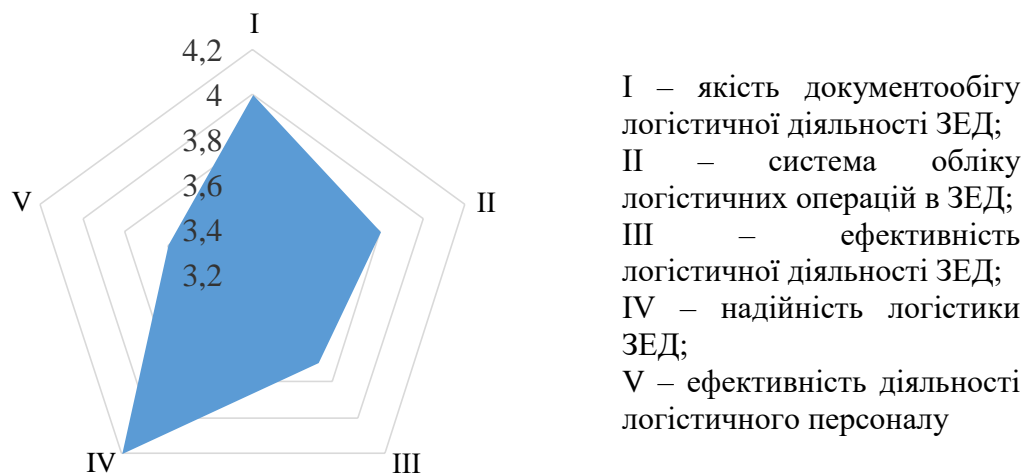 I
4,2
4
3,8
3,6
3,4
3,2
V
II
IV
III
I – якість документообігу
логістичної діяльності ЗЕД;
II – система обліку
логістичних операцій в ЗЕД;
III – ефективність
логістичної діяльності ЗЕД;
IV – надійність логістики
ЗЕД;
V – ефективність діяльності
логістичного персоналу